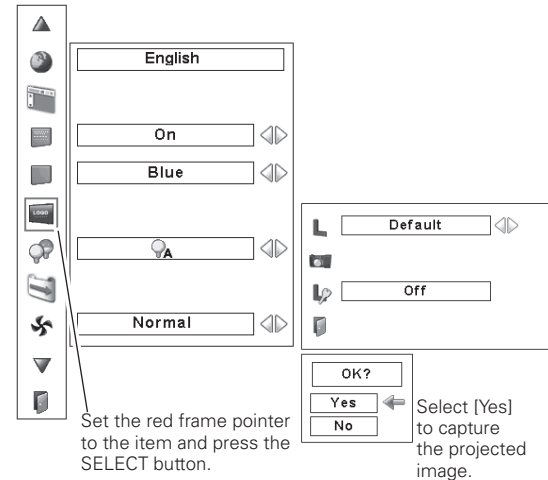 English
On
Blue
LOGO
A
Normal
Default
Off
OK?
Yes
No
Set the red frame pointer
to the item and press the
SELECT button.
Select [Yes]
to capture
the projected
image.